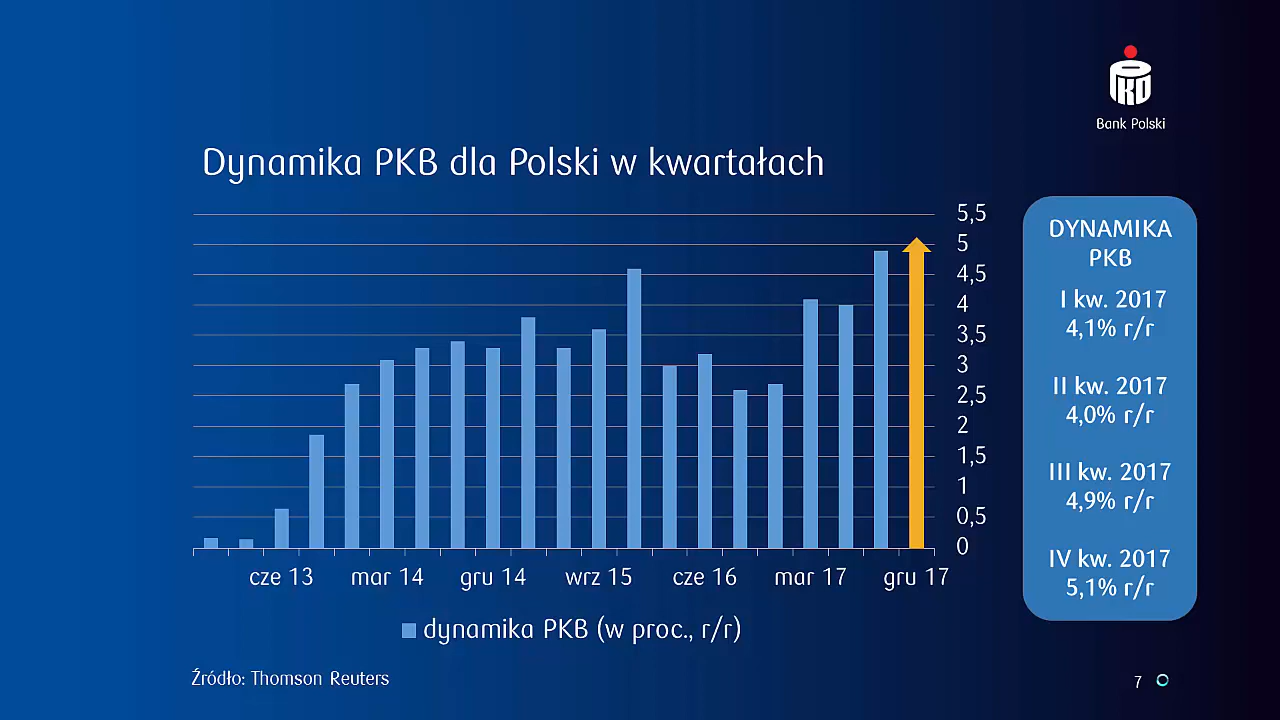 PKO
Bank Polski
Dynamika PKB dla Polski w kwartałach
5,5
5
4,5
4
3,5
3
2,5
2
1,5
1
0,5
0
cze 13 mar 14 gru 14 wrz 15 cze 16 mar 17 gru 17
dynamika PKB (w proc., r/r)
DYNAMIKA
PKB
I kw. 2017
4,1% r/r
II kw. 2017
4,0% r/r
III kw. 2017
4,9% r/r
IV kw. 2017
5,1% r/r
Źródło: Thomson Reuters
7